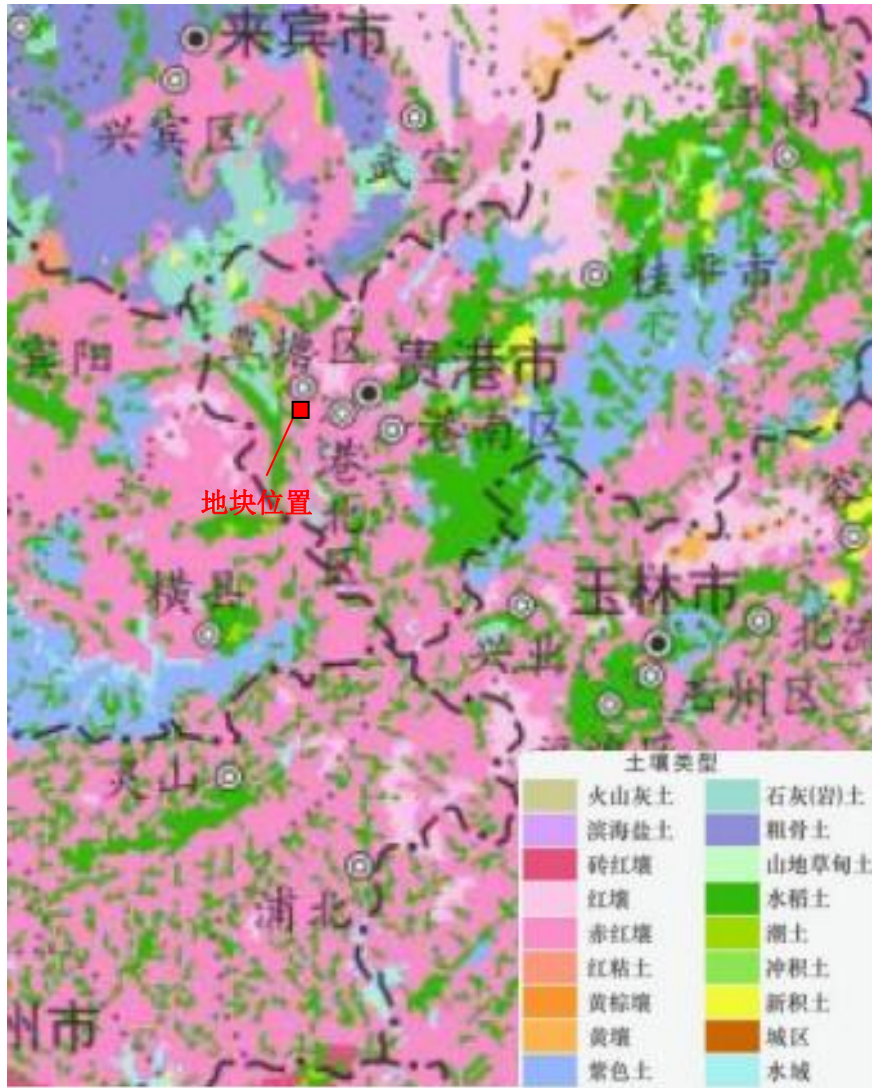 来宾市
兴宾区
武宣
平南
桂平市
覃塘区
宾阳
贵港市
港南区
港北区
地块位置
容
横县
玉林市
兴业
北流
玉州区
灵山
浦北
州市
土壤类型
火山灰土 石灰(岩)土
滨海盐土 粗骨土
砖红壤 山地草甸土
红壤 水稻土
赤红壤 潮土
红粘土 冲积土
黄棕壤 新积土
黄壤 城区
紫色土 水域